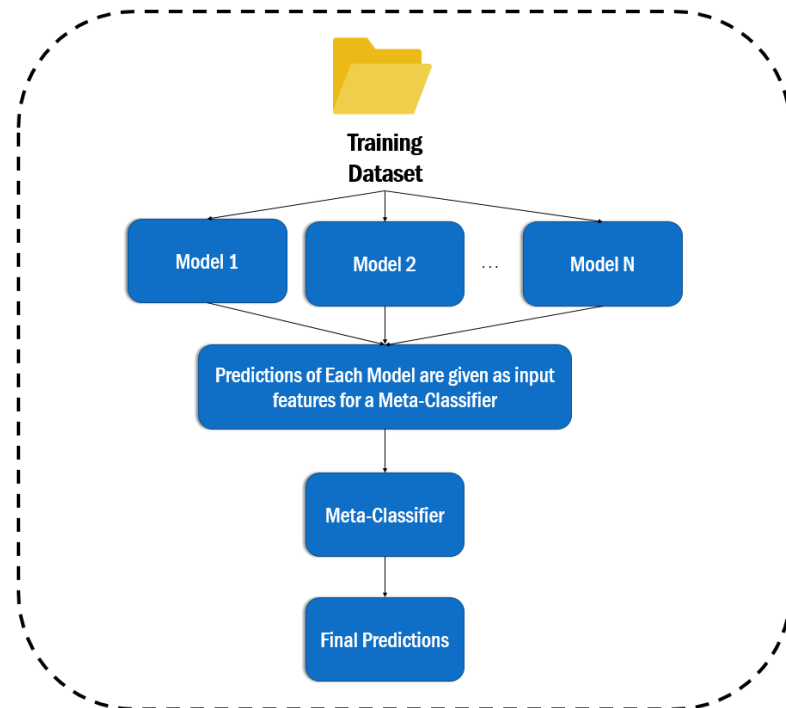 Training
Dataset
Model 1
Model 2
...
Model N
Predictions of Each Model are given as input
features for a Meta-Classifier
Meta-Classifier
Final Predictions